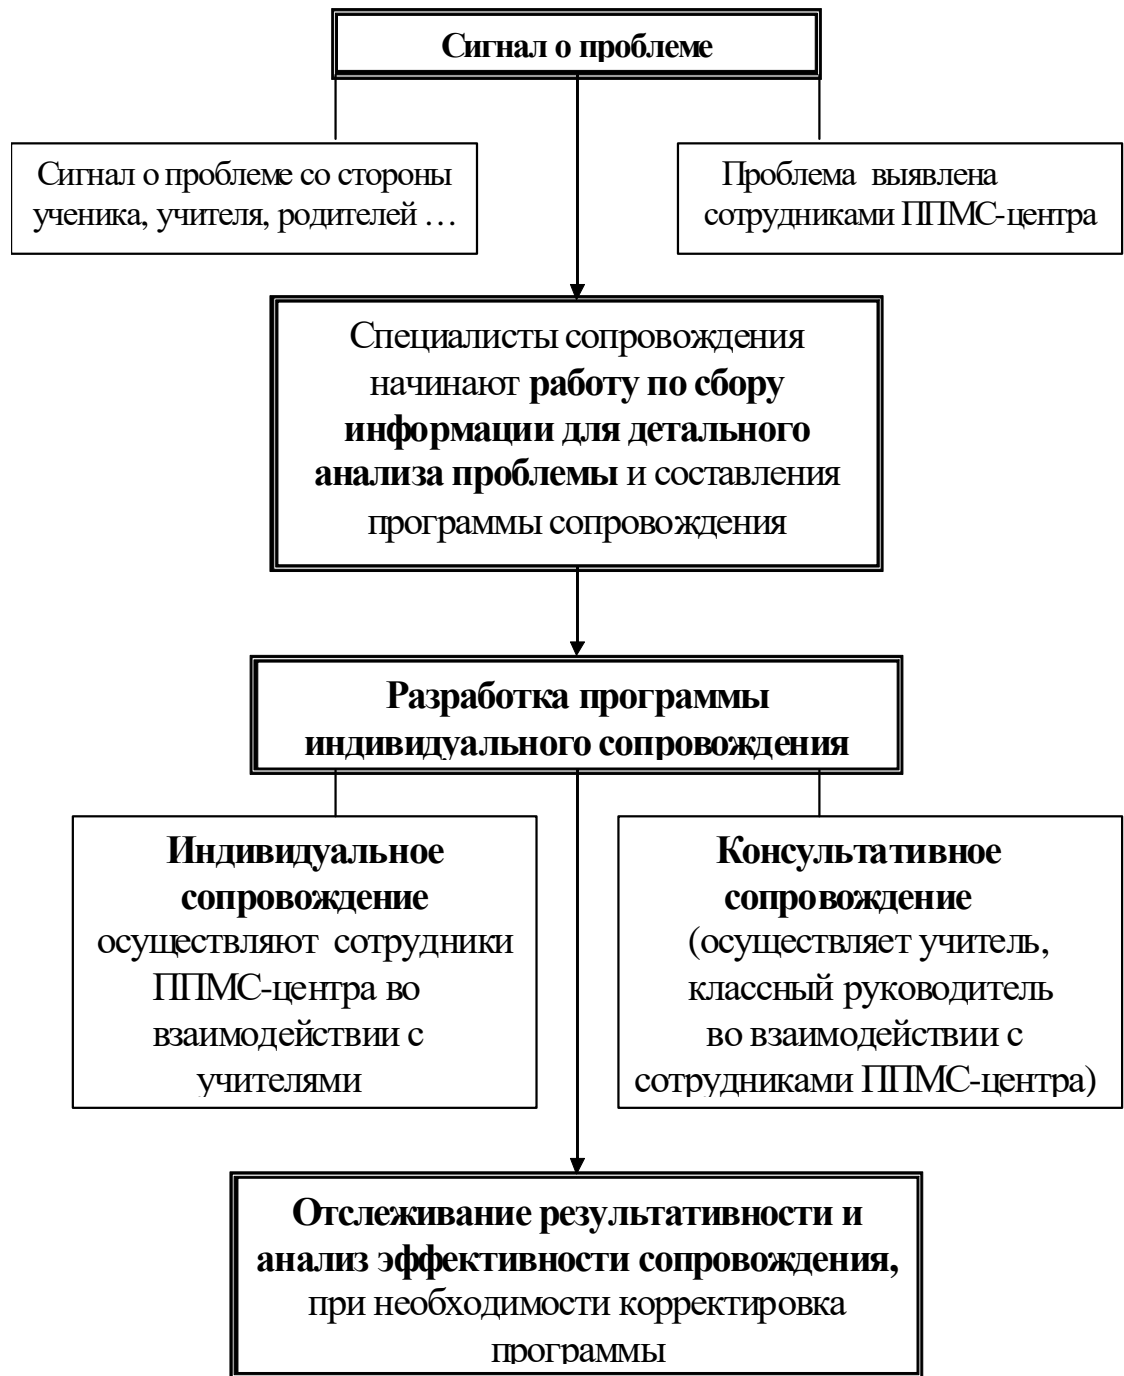 Сигнал о проблеме
Сигнал о проблеме со стороны
ученика, учителя, родителей …
Проблема выявлена
сотрудниками ППМС-центра
Специалисты сопровождения
начинают работу по сбору
информации для детального
анализа проблемы и составления
программы сопровождения
Разработка программы
индивидуального сопровождения
Индивидуальное
сопровождение
осуществляют сотрудники
ППМС-центра во
взаимодействии с
учителями
Консультативное
сопровождение
(осуществляет учитель,
классный руководитель
во взаимодействии с
сотрудниками ППМС-центра)
Отслеживание результативности и
анализ эффективности сопровождения,
при необходимости корректировка
программы